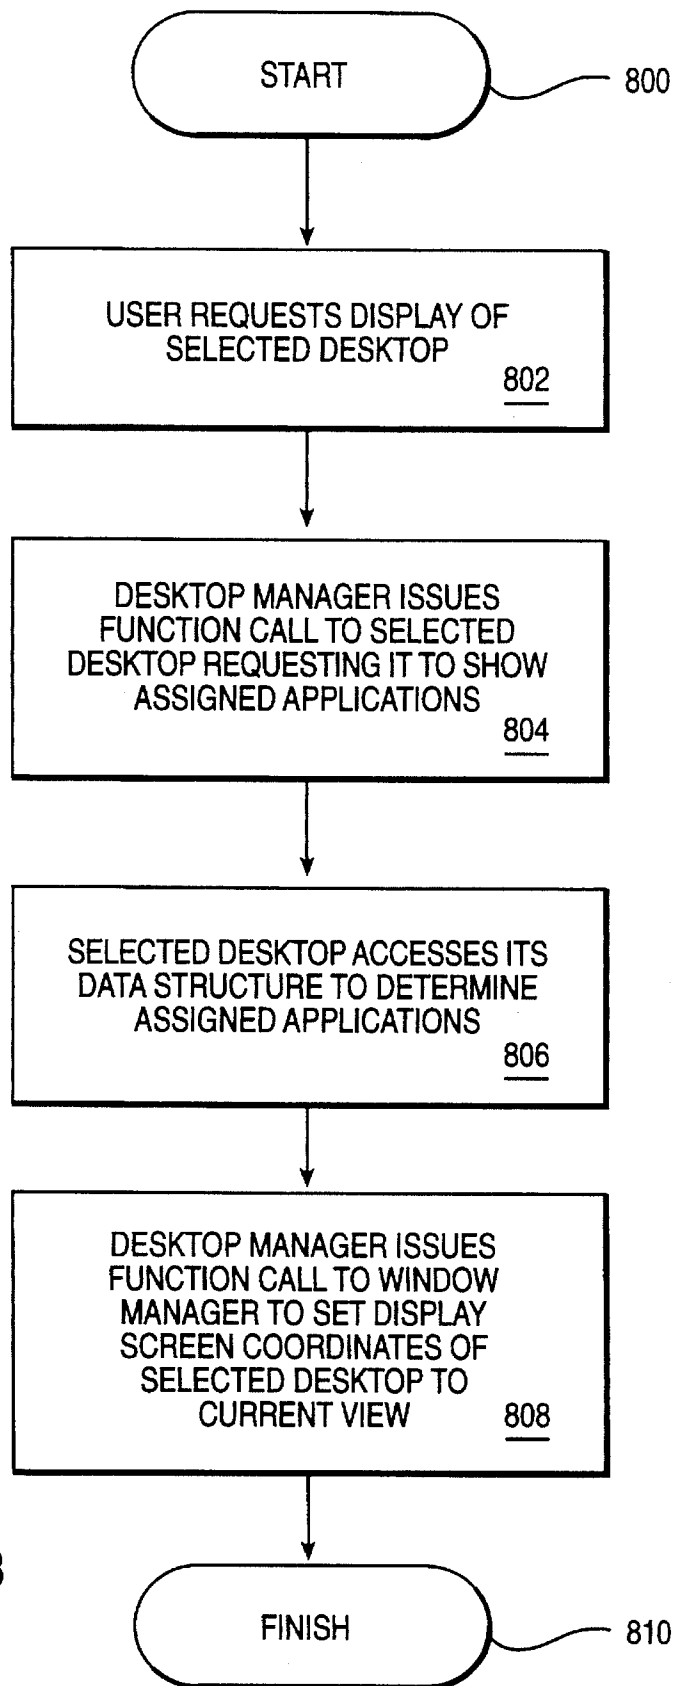 START
800
USER REQUESTS DISPLAY OF
SELECTED DESKTOP
802
DESKTOP MANAGER ISSUES
FUNCTION CALL TO SELECTED
DESKTOP REQUESTING IT TO SHOW
ASSIGNED APPLICATIONS
804
SELECTED DESKTOP ACCESSES ITS
DATA STRUCTURE TO DETERMINE
ASSIGNED APPLICATIONS
806
DESKTOP MANAGER ISSUES
FUNCTION CALL TO WINDOW
MANAGER TO SET DISPLAY
SCREEN COORDINATES OF
SELECTED DESKTOP TO
CURRENT VIEW
808
FINISH
810